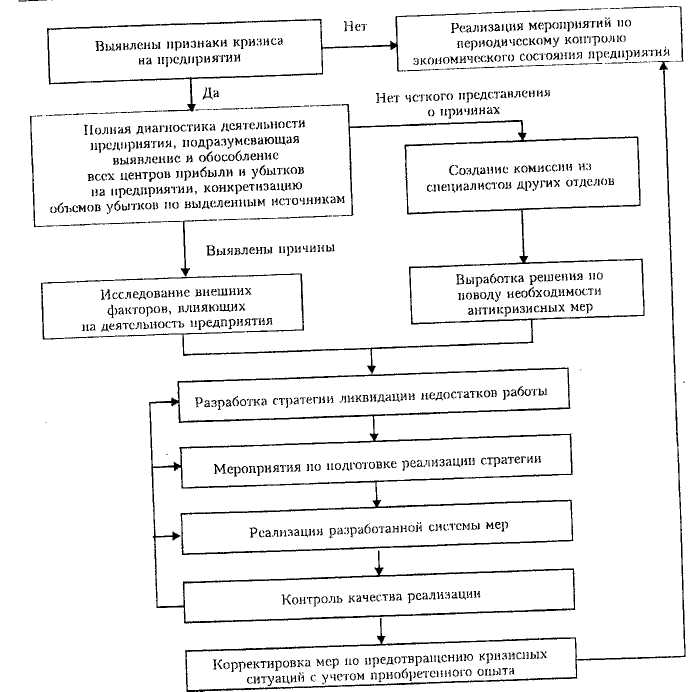 Выявлены признаки кризиса
на предприятии
Нет
Реализация мероприятий по
периодическому контролю
экономического состояния предприятий
Да
Полная диагностика деятельности
предприятия, подразумевающая
выявление и обособление
всех центров прибыли и убытков
на предприятии, конкретизацию
объемов убытков по выделенным источникам
Нет четкого представления
о причинах
Создание комиссии из
специалистов других отделов
Выявлены причины
Исследование внешних
факторов, влияющих
на деятельность предприятия
Выработка решения по
поводу необходимости
антикризисных мер
Разработка стратегии ликвидации недостатков работы
Мероприятия по подготовке реализации стратегии
Реализация разработанной системы мер
Контроль качества реализации
Корректировка мер по предотвращению кризисных
ситуаций с учетом приобретенного опыта